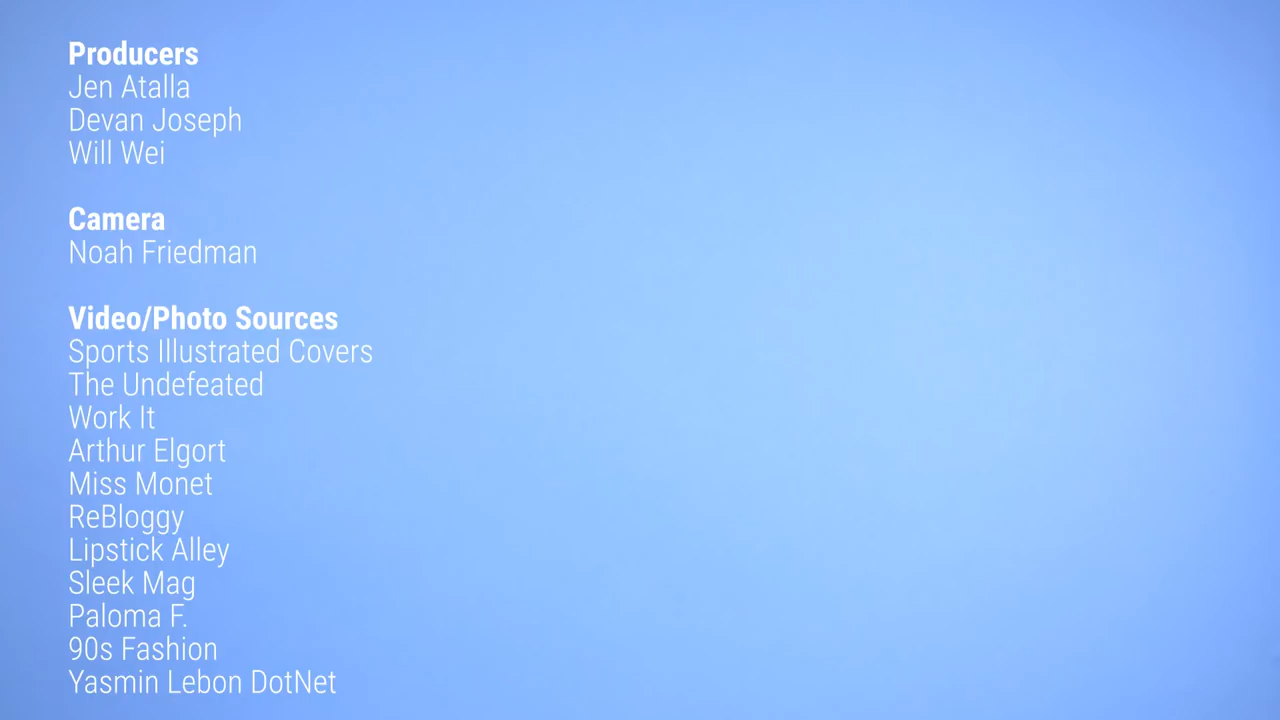 Producers
Jen Atalla
Devan Joseph
Will Wei
Camera
Noah Friedman
Video/Photo Sources
Sports Illustrated Covers
The Undefeated
Work It
Arthur Elgort
Miss Monet
ReBloggy
Lipstick Alley
Sleek Mag
Paloma F.
90s Fashion
Yasmin Lebon DotNet